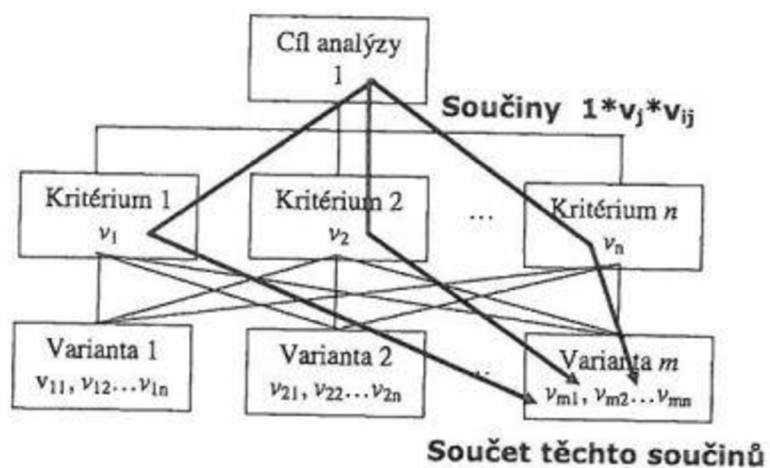 Cíl analýzy
1
Součiny 1*vj*vij
Kritérium 1
v1
Kritérium 2
v2
...
Kritérium n
vn
Varianta 1
v11, v12...v1n
Varianta 2
v21, v22...v2n
...
Varianta m
vm1, vm2...vmn
Součet těchto součinů